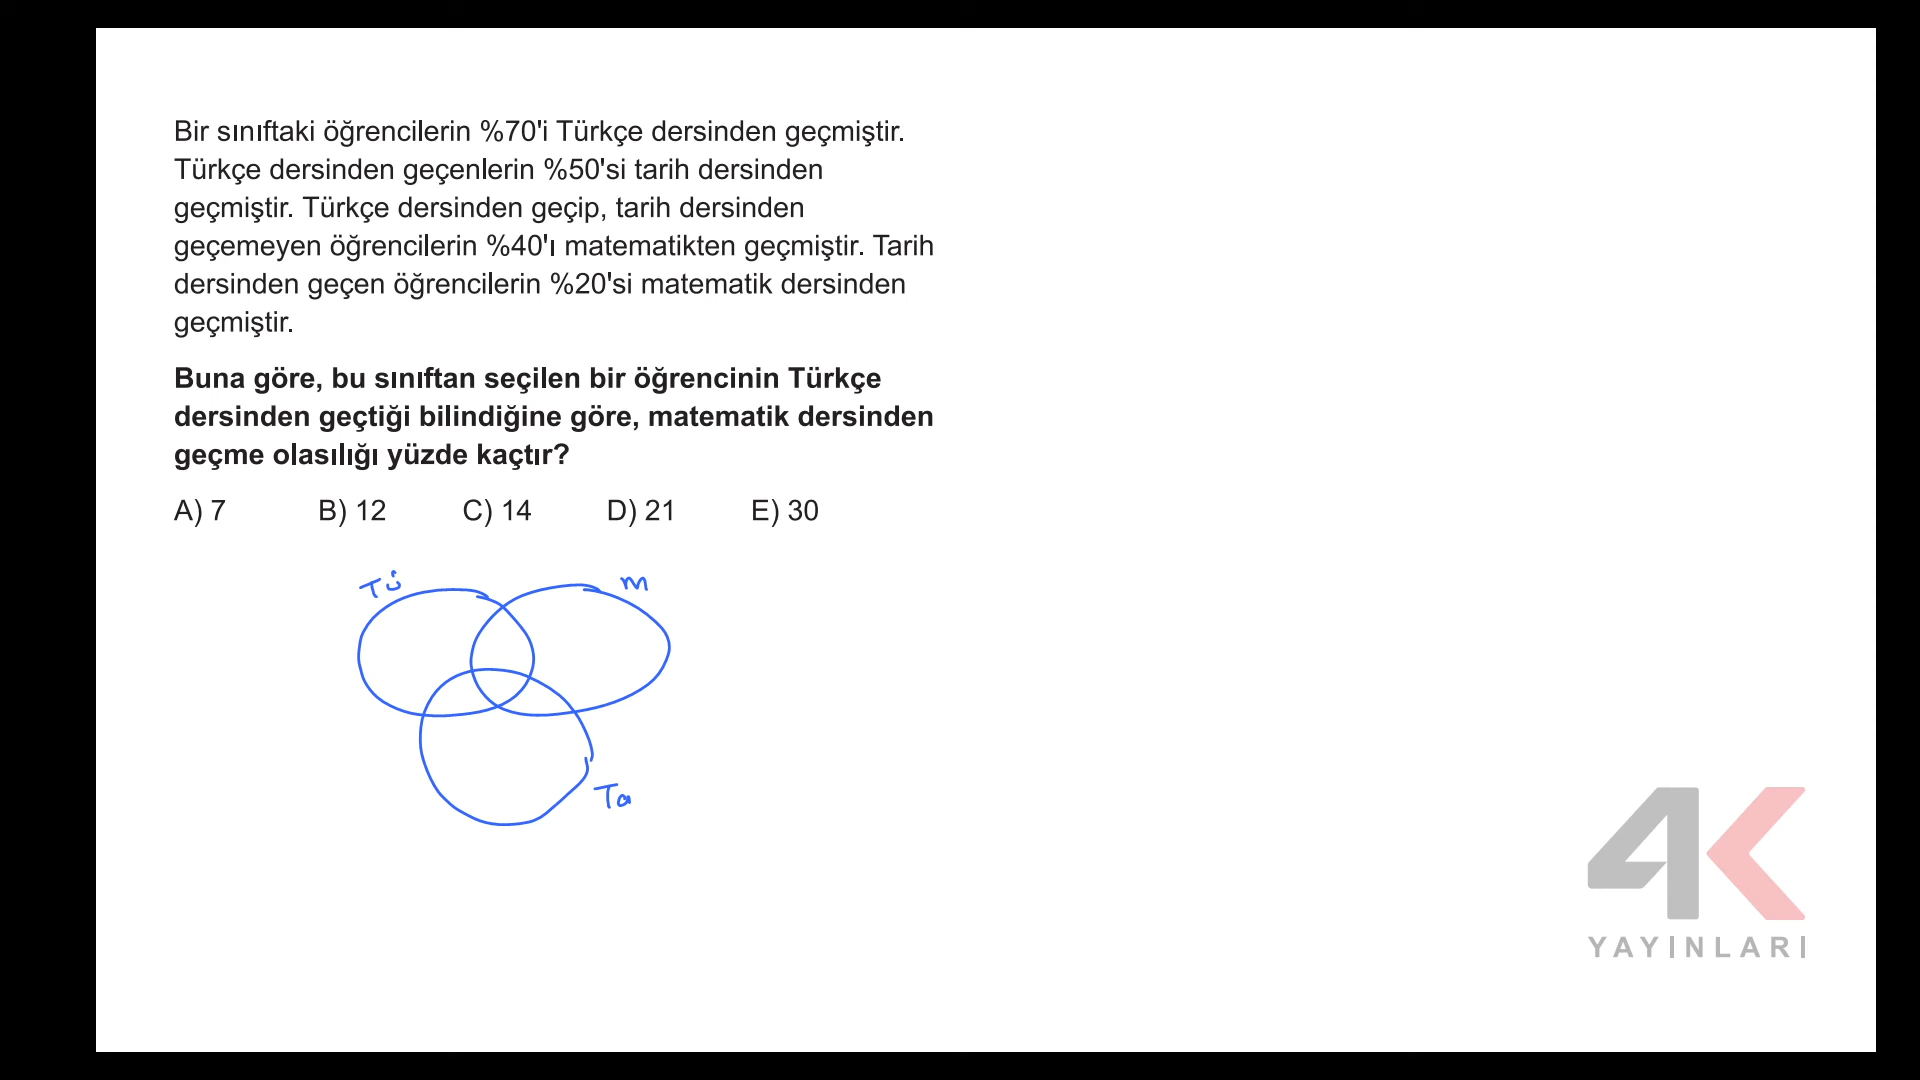 Bir sınıftaki öğrencilerin %70'i Türkçe dersinden geçmiştir.
Türkçe dersinden geçenlerin %50'si tarih dersinden
geçmiştir. Türkçe dersinden geçip, tarih dersinden
geçemeyen öğrencilerin %40'ı matematikten geçmiştir. Tarih
dersinden geçen öğrencilerin %20'si matematik dersinden
geçmiştir.
Buna göre, bu sınıftan seçilen bir öğrencinin Türkçe
dersinden geçtiği bilindiğine göre, matematik dersinden
geçme olasılığı yüzde kaçtır?
A) 7 B) 12 C) 14 D) 21 E) 30
Tü m
Ta
4K
YAYINLARI